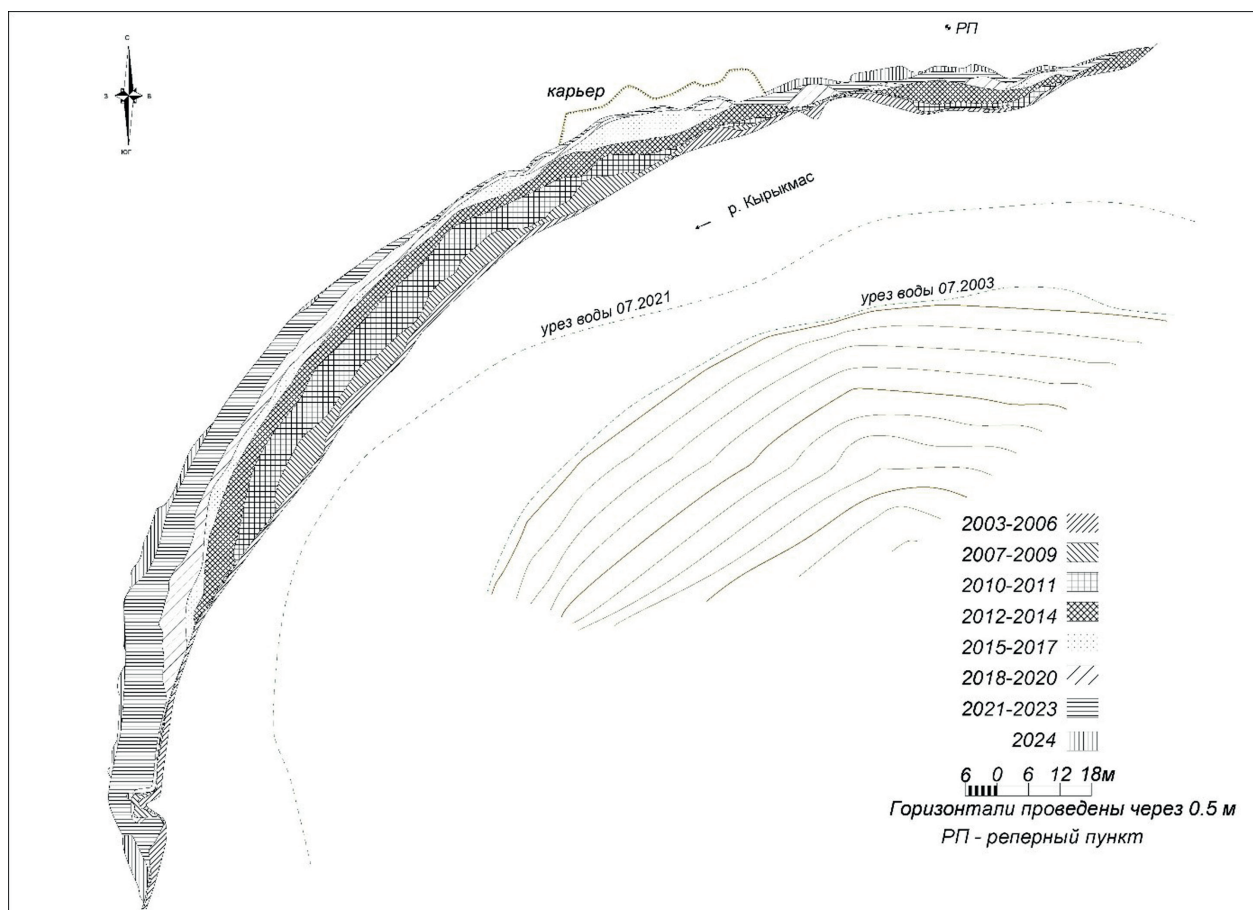 С
РП
карьер
З В
ЮГ
р. Кырыкмас
урез воды 07.2021
урез воды 07.2003
2003-2006
2007-2009
2010-2011
2012-2014
2015-2017
2018-2020
2021-2023
2024
6 0 6 12 18м
Горизонтали проведены через 0.5 м
РП - реперный пункт